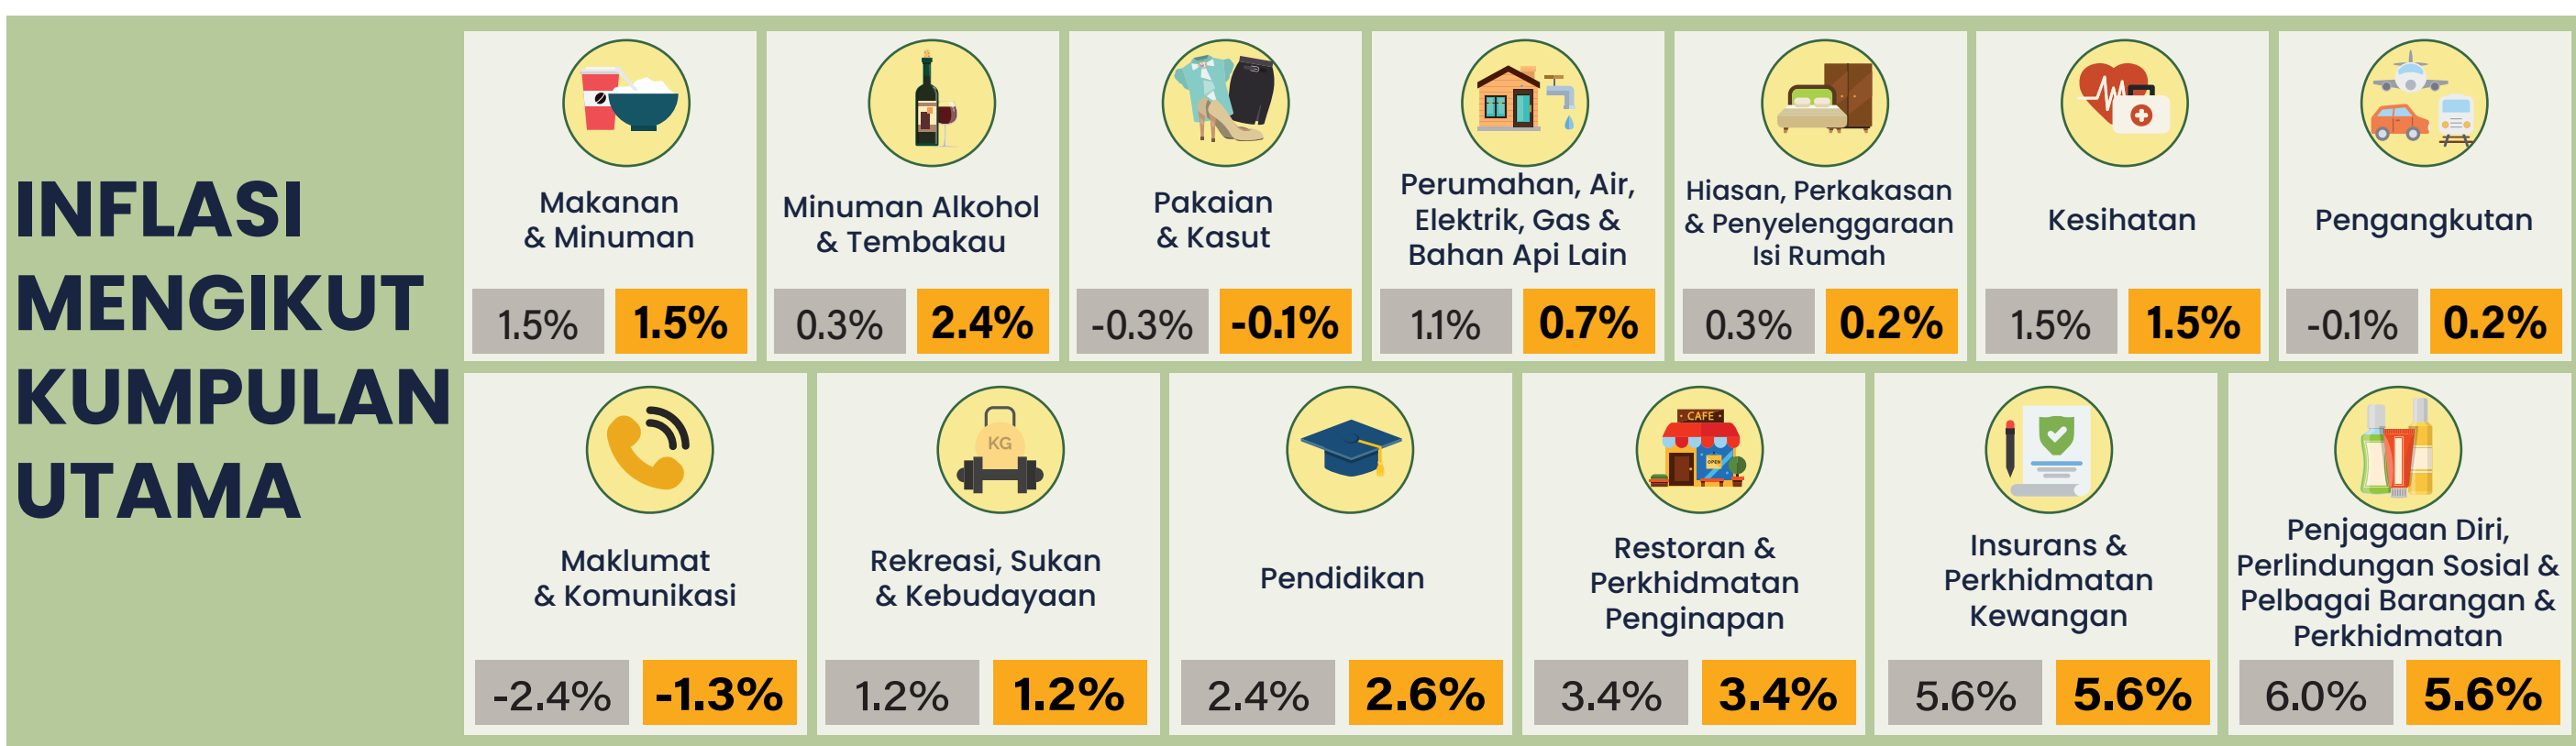 INFLASI
MENGIKUT
KUMPULAN
UTAMA
Makanan
& Minuman
1.5% 1.5%
Minuman Alkohol
& Tembakau
0.3% 2.4%
Pakaian
& Kasut
-0.3% -0.1%
Perumahan, Air,
Elektrik, Gas &
Bahan Api Lain
1.1% 0.7%
Hiasan, Perkakasan
& Penyelenggaraan
Isi Rumah
0.3% 0.2%
Kesihatan
1.5% 1.5%
Pengangkutan
-0.1% 0.2%
Maklumat
& Komunikasi
-2.4% -1.3%
KG
Rekreasi, Sukan
& Kebudayaan
1.2% 1.2%
Pendidikan
2.4% 2.6%
CAFE
OPEN
Restoran &
Perkhidmatan
Penginapan
3.4% 3.4%
Insurans &
Perkhidmatan
Kewangan
5.6% 5.6%
Penjagaan Diri,
Perlindungan Sosial &
Pelbagai Barangan &
Perkhidmatan
6.0% 5.6%